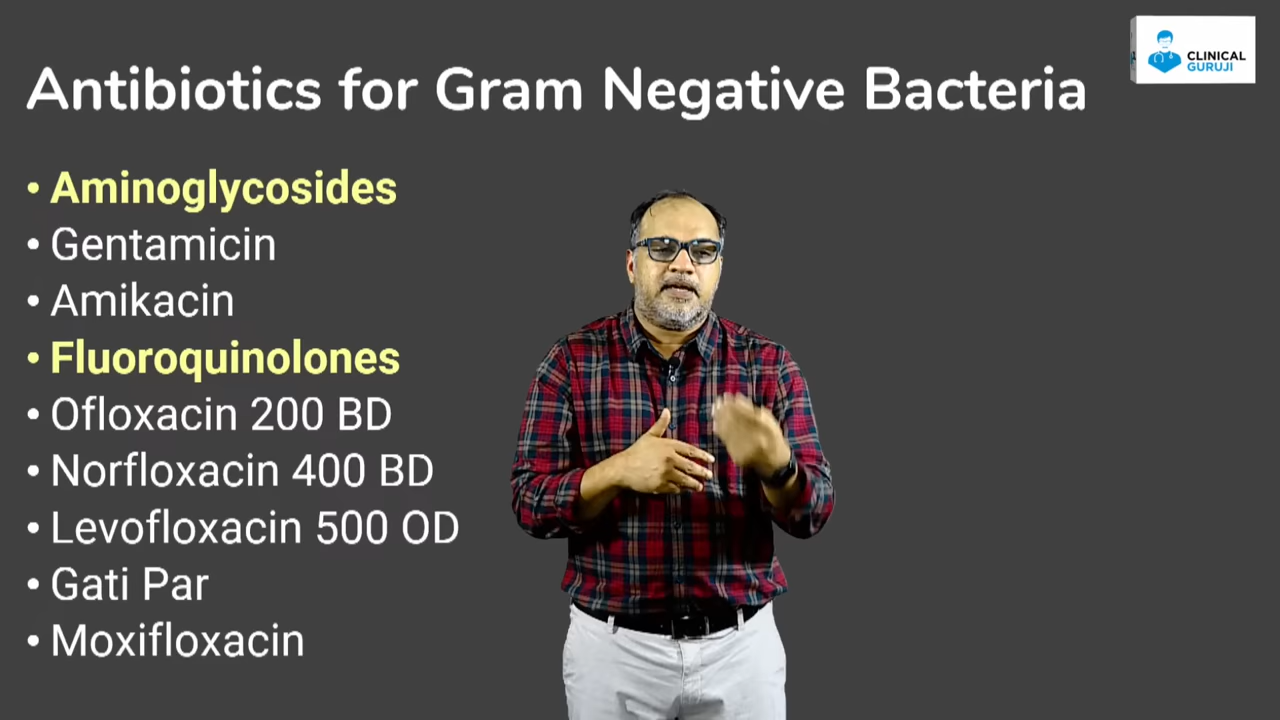 CLINICAL
GURUJI
Antibiotics for Gram Negative Bacteria
• Aminoglycosides
• Gentamicin
• Amikacin
• Fluoroquinolones
• Ofloxacin 200 BD
• Norfloxacin 400 BD
• Levofloxacin 500 OD
• Gati Par
• Moxifloxacin